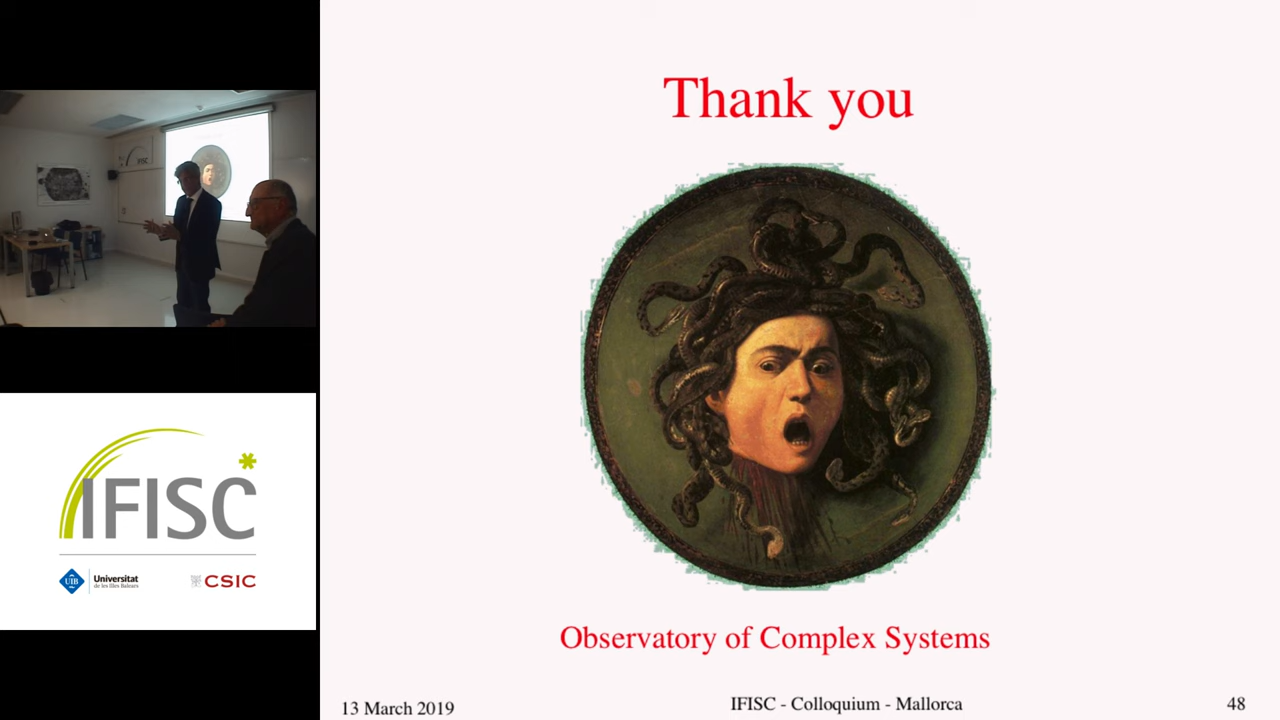 Thank you
Observatory of Complex Systems
13 March 2019
IFISC - Colloquium - Mallorca
48
IFISC
UIB
Universitat
de les Illes Balears
CSIC